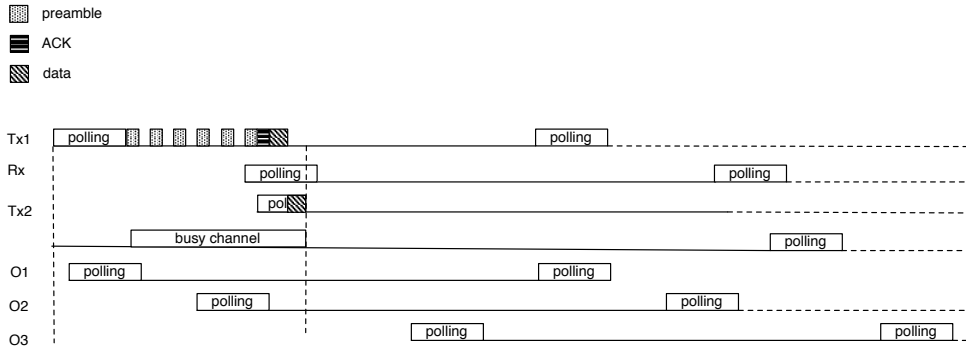 preamble
ACK
data
Tx1 polling polling
Rx polling polling
Tx2 pol
busy channel polling
O1 polling polling
O2 polling polling
O3 polling polling